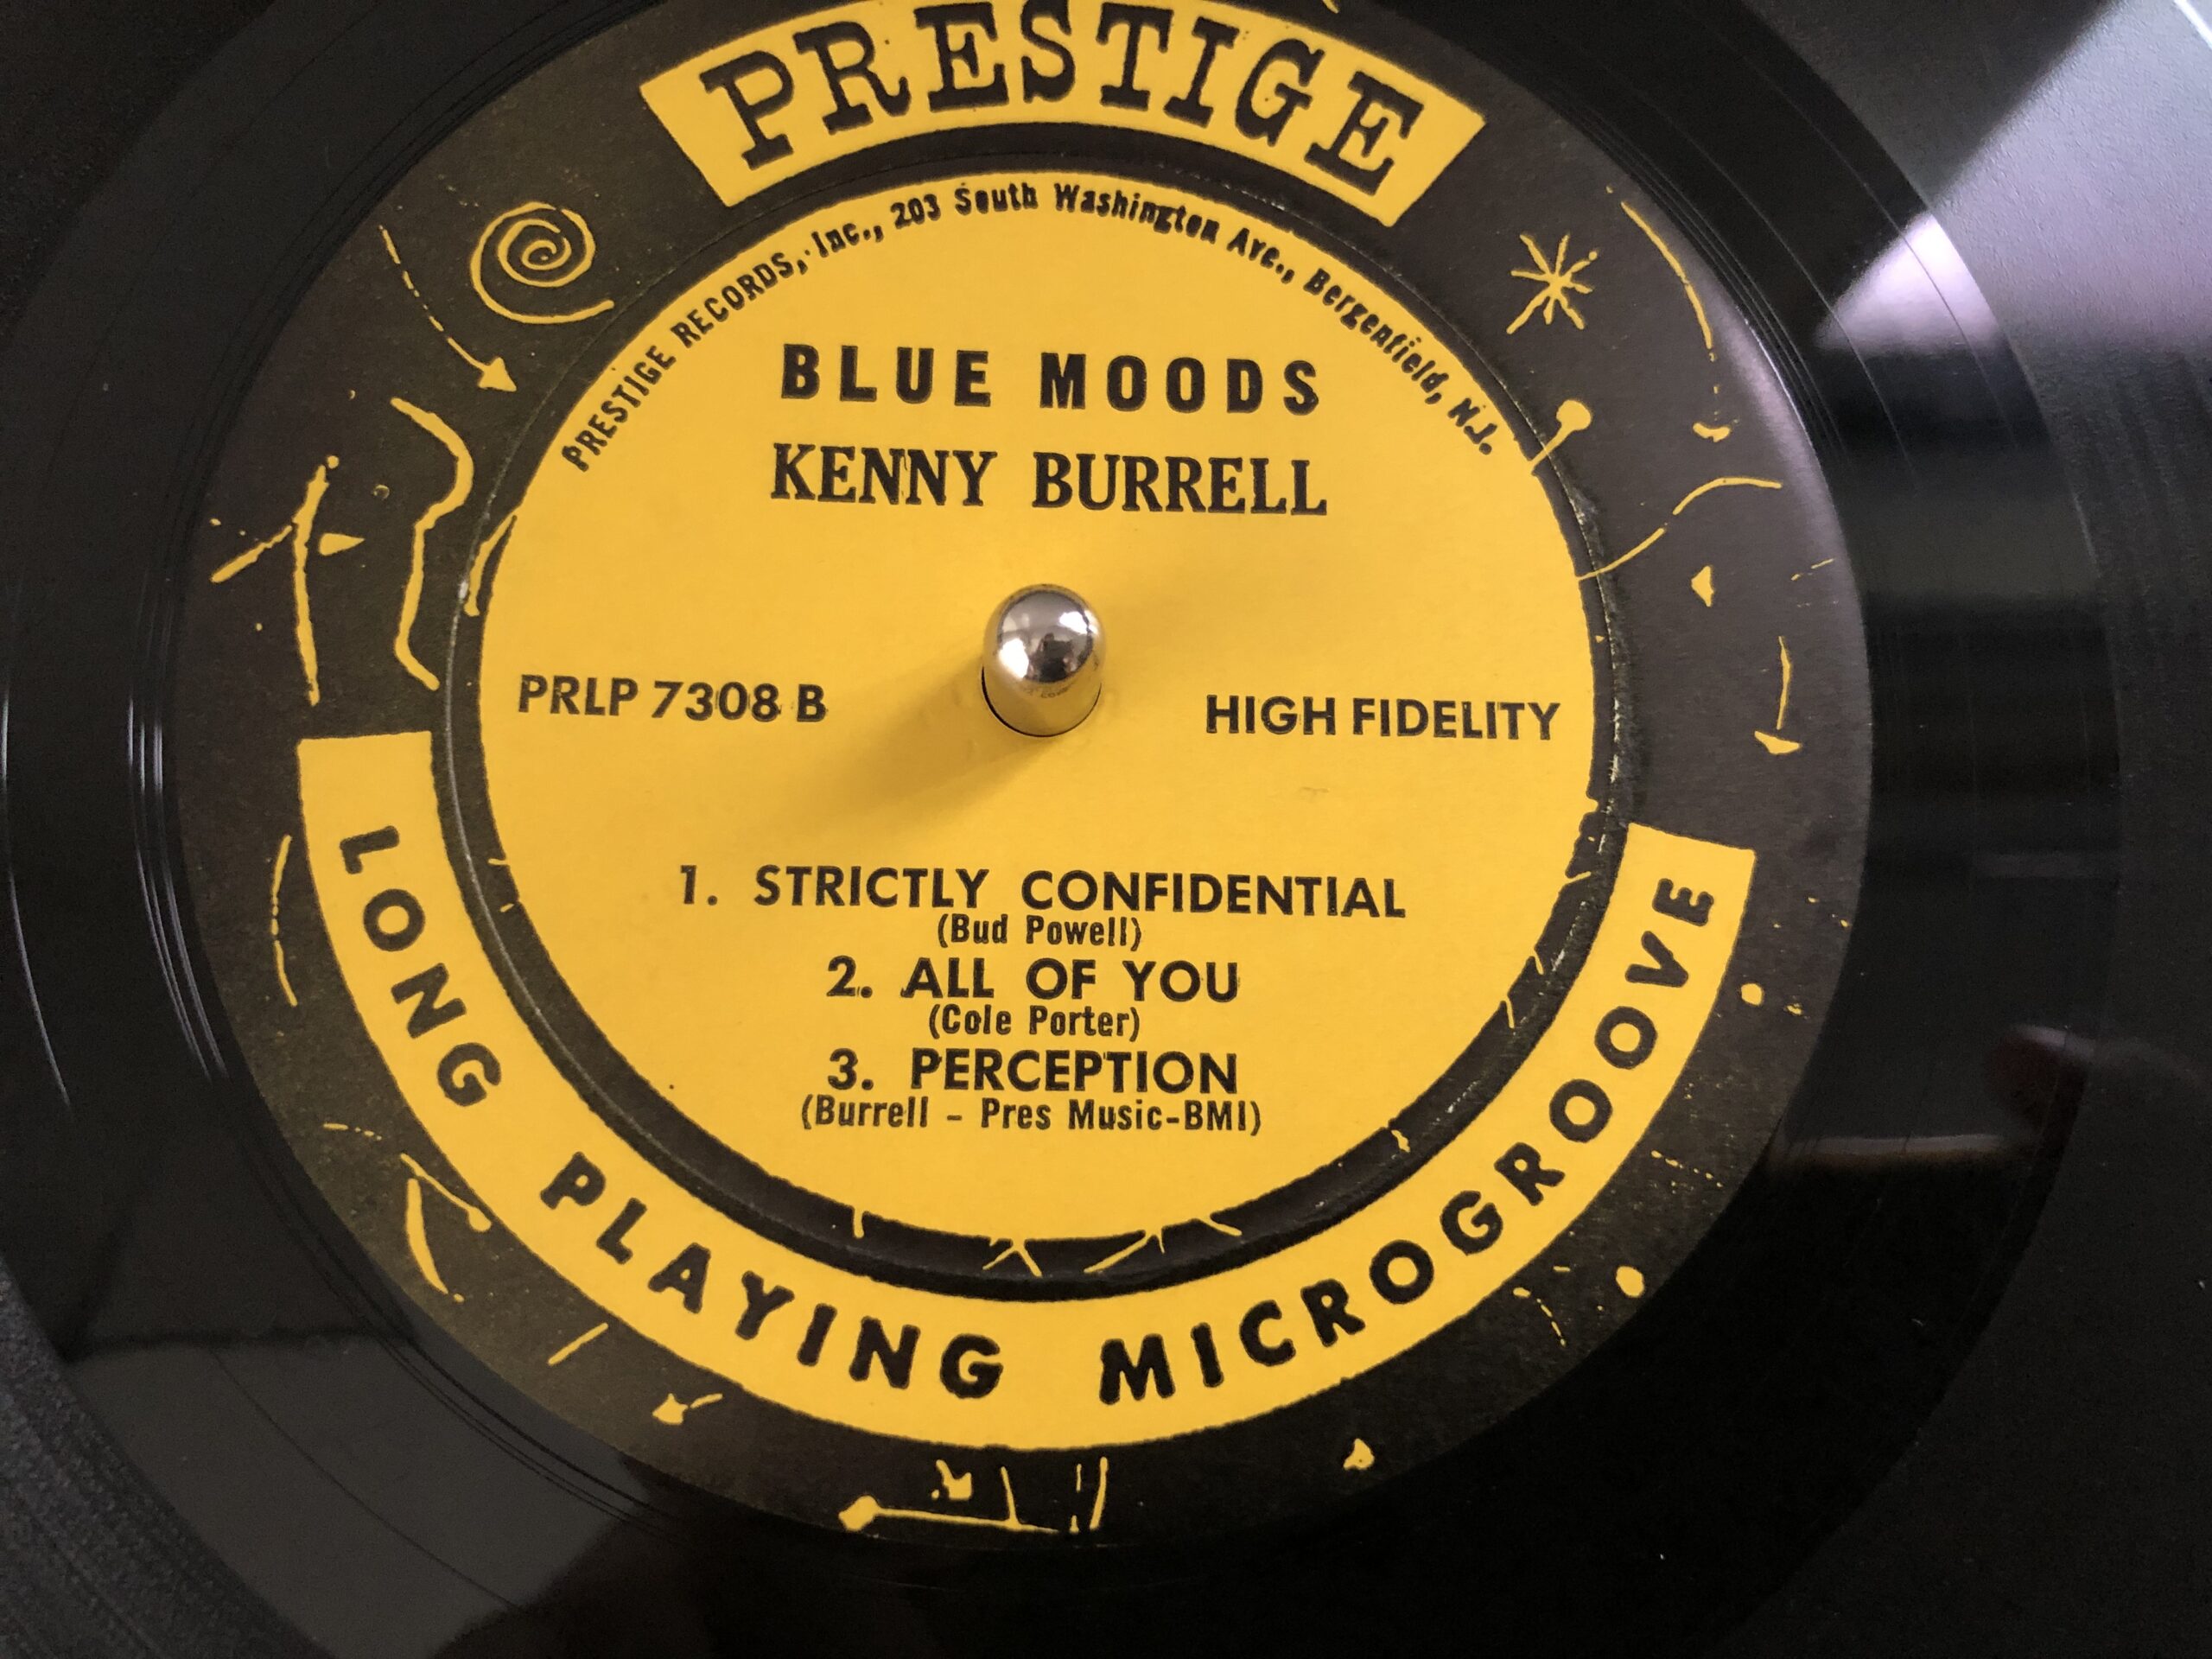 PRESTIGE
PRESTIGE RECORDS, Inc., 203 South Washington Ave., Bergenfield, N.J.
BLUE MOODS
KENNY BURRELL
PRLP 7308 B
HIGH FIDELITY
1. STRICTLY CONFIDENTIAL
(Bud Powell)
2. ALL OF YOU
(Cole Porter)
3. PERCEPTION
(Burrell - Pres Music-BMI)
LONG PLAYING MICROGROOVE